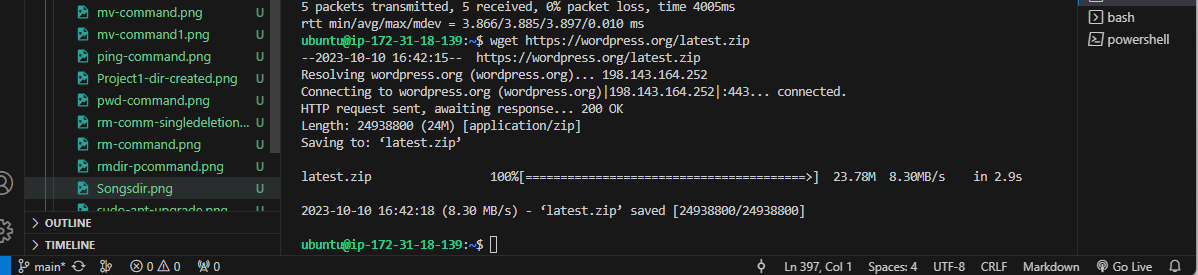 mv-command.png U
mv-command1.png U
ping-command.png U
Project1-dir-created.png U
pwd-command.png U
rm-comm-singledeletion... U
rm-command.png U
rmdir-pcommand.png U
Songsdir.png U
sudo-apt-upgrade.png U
OUTLINE
TIMELINE
5 packets transmitted, 5 received, 0% packet loss, time 4005ms
rtt min/avg/max/mdev = 3.866/3.885/3.897/0.010 ms
ubuntu@ip-172-31-18-139:~$ wget https://wordpress.org/latest.zip
--2023-10-10 16:42:15-- https://wordpress.org/latest.zip
Resolving wordpress.org (wordpress.org)... 198.143.164.252
Connecting to wordpress.org (wordpress.org)|198.143.164.252|:443... connected.
HTTP request sent, awaiting response... 200 OK
Length: 24938800 (24M) [application/zip]
Saving to: ‘latest.zip’
latest.zip 100%[========================================>] 23.78M 8.30MB/s in 2.9s
2023-10-10 16:42:18 (8.30 MB/s) - ‘latest.zip’ saved [24938800/24938800]
ubuntu@ip-172-31-18-139:~$
bash
powershell
main* 0 0 0 Ln 397, Col 1 Spaces: 4 UTF-8 CRLF Markdown Go Live